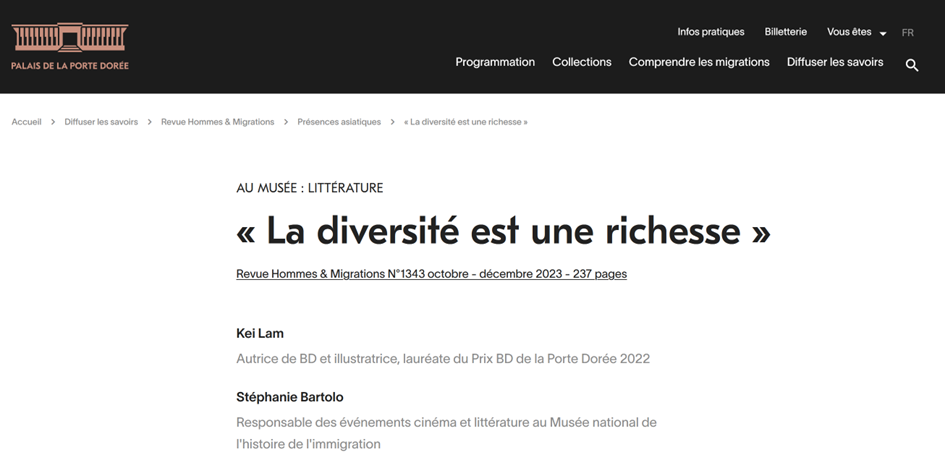 PALAIS DE LA PORTE DORÉE
Infos pratiques Billetterie Vous êtes FR
Programmation Collections Comprendre les migrations Diffuser les savoirs
Accueil > Diffuser les savoirs > Revue Hommes & Migrations > Présences asiatiques > « La diversité est une richesse »
AU MUSÉE : LITTÉRATURE
« La diversité est une richesse »
Revue Hommes & Migrations N°1343 octobre - décembre 2023 - 237 pages
Kei Lam
Autrice de BD et illustratrice, lauréate du Prix BD de la Porte Dorée 2022
Stéphanie Bartolo
Responsable des événements cinéma et littérature au Musée national de
l'histoire de l'immigration